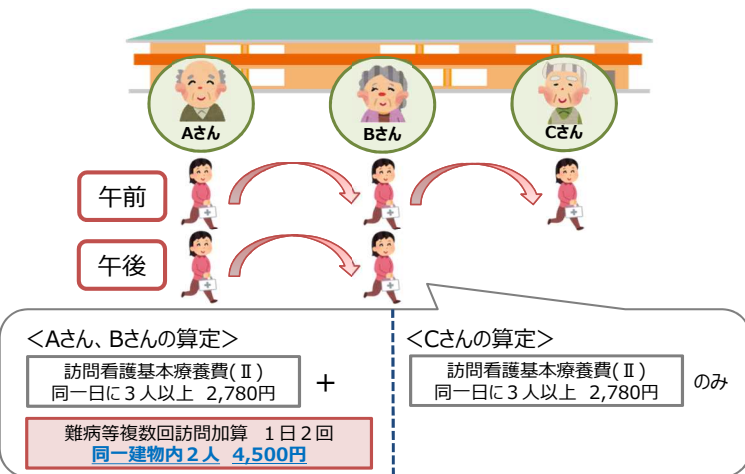 Aさん
Bさん
Cさん
午前
午後
<Aさん、Bさんの算定>
訪問看護基本療養費(Ⅱ)
同一日に3人以上 2,780円
+
難病等複数回訪問加算 1日2回
同一建物内2人 4,500円
<Cさんの算定>
訪問看護基本療養費(Ⅱ)
同一日に3人以上 2,780円
のみ